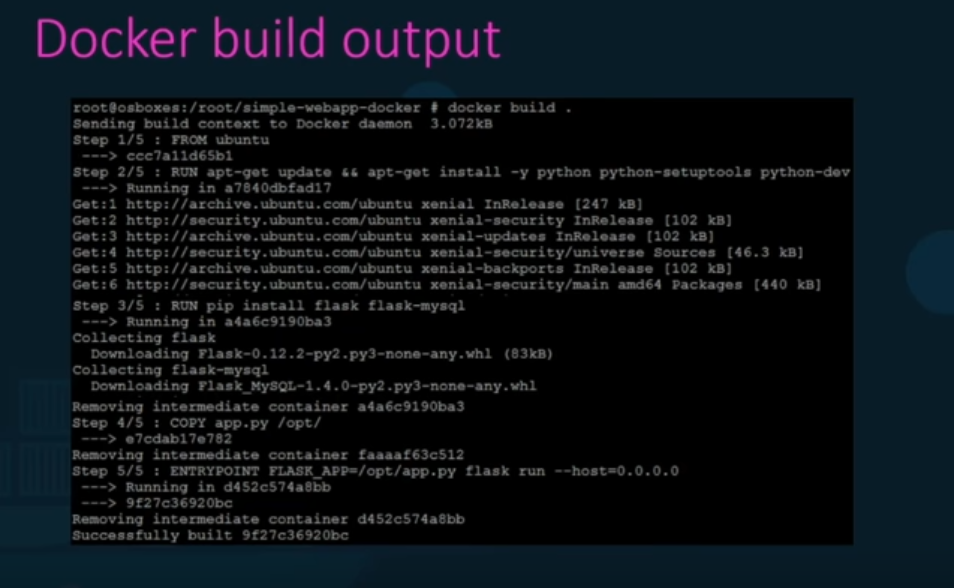 Docker build output
root@osboxes:/root/simple-webapp-docker # docker build .
Sending build context to Docker daemon  3.072kB
Step 1/5 : FROM ubuntu
 ---> ccc7a11d65b1
Step 2/5 : RUN apt-get update && apt-get install -y python python-setuptools python-dev
 ---> Running in a7840dbfad17
Get:1 http://archive.ubuntu.com/ubuntu xenial InRelease [247 kB]
Get:2 http://security.ubuntu.com/ubuntu xenial-security InRelease [102 kB]
Get:3 http://archive.ubuntu.com/ubuntu xenial-updates InRelease [102 kB]
Get:4 http://security.ubuntu.com/ubuntu xenial-security/universe Sources [46.3 kB]
Get:5 http://archive.ubuntu.com/ubuntu xenial-backports InRelease [102 kB]
Get:6 http://security.ubuntu.com/ubuntu xenial-security/main amd64 Packages [440 kB]
Step 3/5 : RUN pip install flask flask-mysql
 ---> Running in a4a6c9190ba3
Collecting flask
  Downloading Flask-0.12.2-py2.py3-none-any.whl (83kB)
Collecting flask-mysql
  Downloading Flask_MySQL-1.4.0-py2.py3-none-any.whl
Removing intermediate container a4a6c9190ba3
Step 4/5 : COPY app.py /opt/
 ---> e7cdab17e782
Removing intermediate container faaaaf63c512
Step 5/5 : ENTRYPOINT FLASK_APP=/opt/app.py flask run --host=0.0.0.0
 ---> Running in d452c574a8bb
 ---> 9f27c36920bc
Removing intermediate container d452c574a8bb
Successfully built 9f27c36920bc